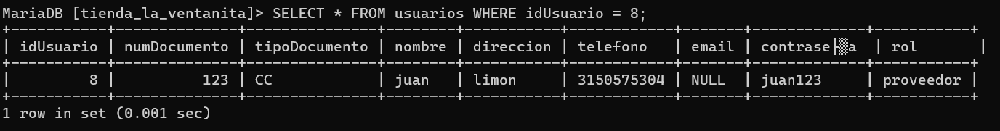 MariaDB [tienda_la_ventanita]> SELECT * FROM usuarios WHERE idUsuario = 8;
+-----------+--------------+---------------+--------+-----------+------------+-------+-------------+-----------+
| idUsuario | numDocumento | tipoDocumento | nombre | direccion | telefono   | email | contrase├▒a  | rol       |
+-----------+--------------+---------------+--------+-----------+------------+-------+-------------+-----------+
|         8 |          123 | CC            | juan   | limon     | 3150575304 | NULL  | juan123     | proveedor |
+-----------+--------------+---------------+--------+-----------+------------+-------+-------------+-----------+
1 row in set (0.001 sec)